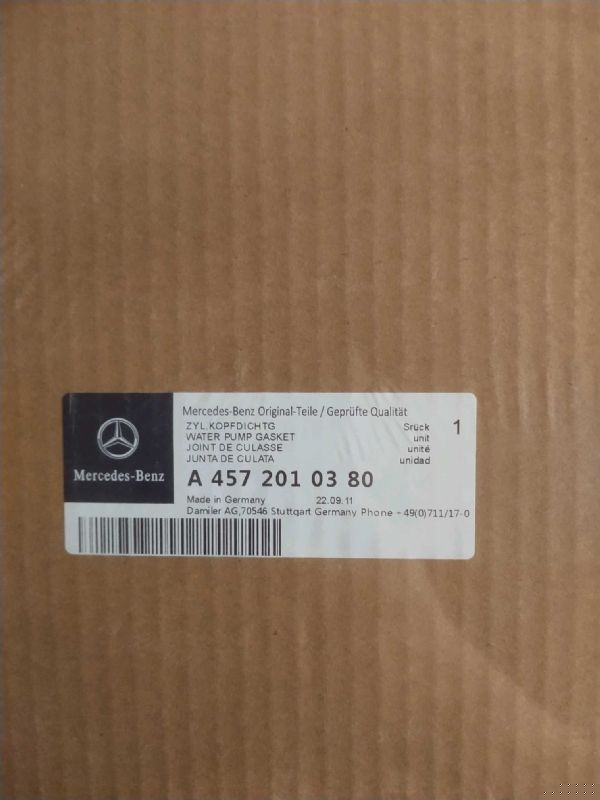 Mercedes-Benz
Mercedes-Benz Original-Teile / Geprüfte Qualität
ZYL.KOPFDICHTG Srück 1
WATER PUMP GASKET unit
JOINT DE CULASSE unité
JUNTA DE CULATA unidad
A 457 201 03 80
Made in Germany 22.09.11
Damiler AG,70546 Stuttqart Germany Phone -49(0)711/17-0